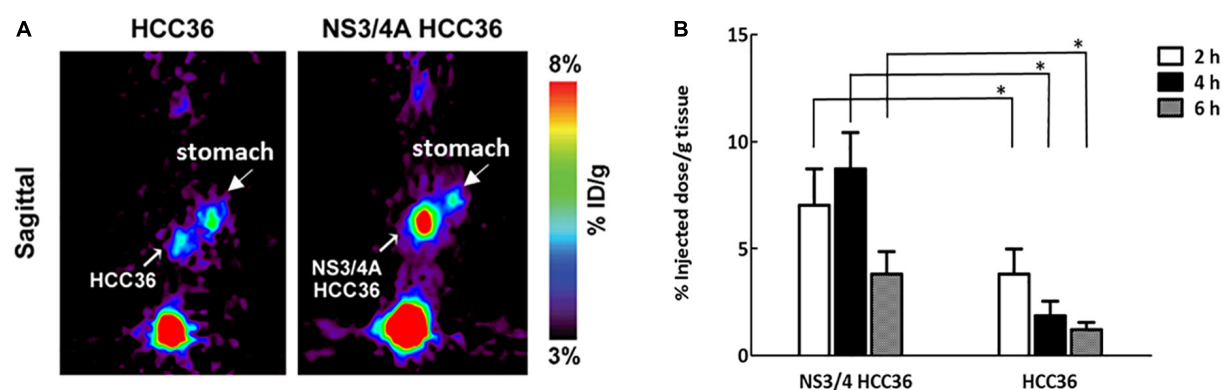 A
HCC36
NS3/4A HCC36
Sagittal
stomach
HCC36
stomach
NS3/4A
HCC36
8%
% ID/g
3%
B
% Injected dose/g tissue
15
10
5
0
*
*
*
2 h
4 h
6 h
NS3/4 HCC36
HCC36